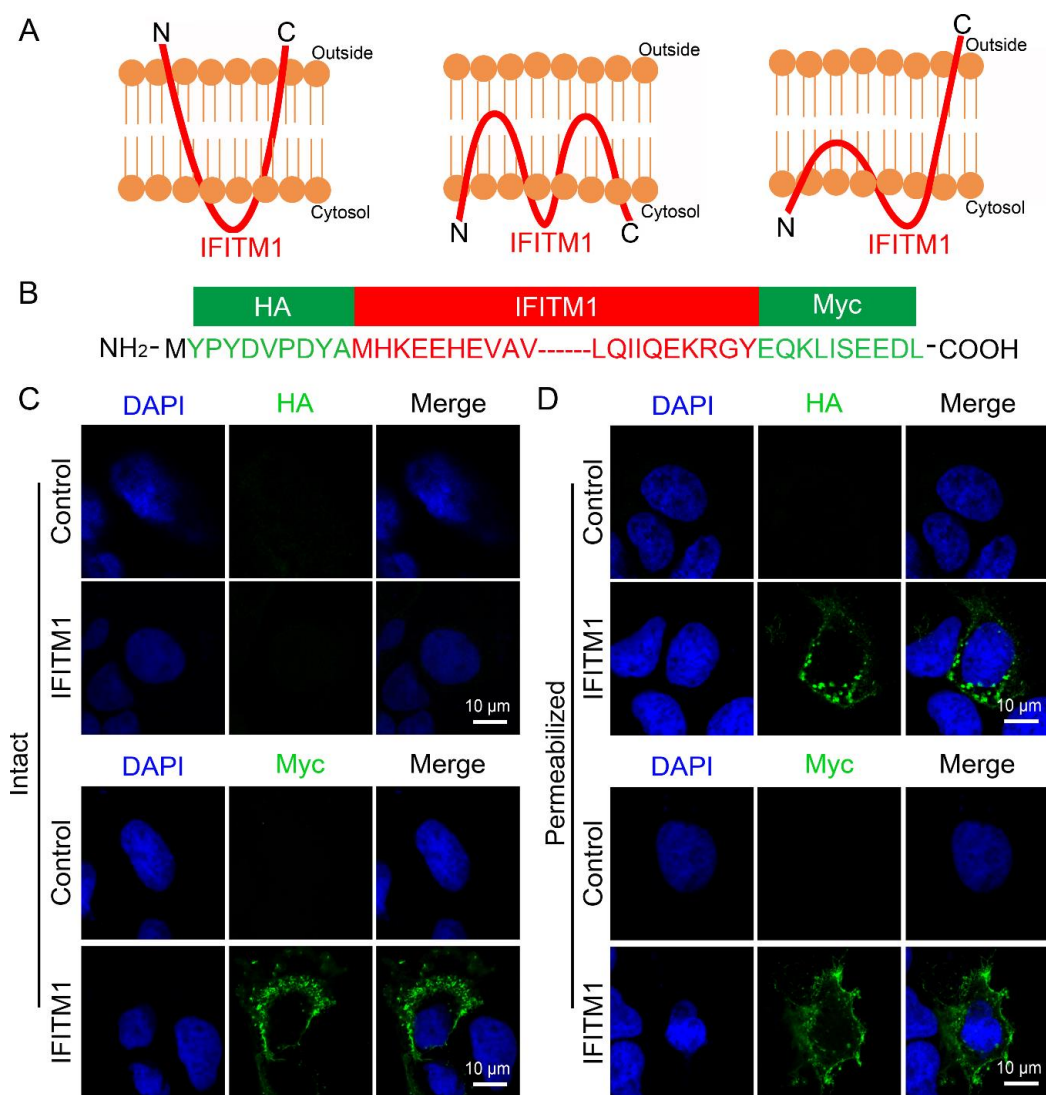 A
N C Outside
Cytosol
IFITM1
Outside
N C Cytosol
IFITM1
C Outside
N Cytosol
IFITM1
B
HA IFITM1 Myc
NH2-MYPYDVPDYAMHKEEHEVAV------LQIIQEKRGYEQKLISEEDL-COOH
C
DAPI HA Merge
Intact
Control
IFITM1
10 µm
DAPI Myc Merge
Control
IFITM1
10 µm
D
DAPI HA Merge
Permeabilized
Control
IFITM1
10 µm
DAPI Myc Merge
Control
IFITM1
10 µm